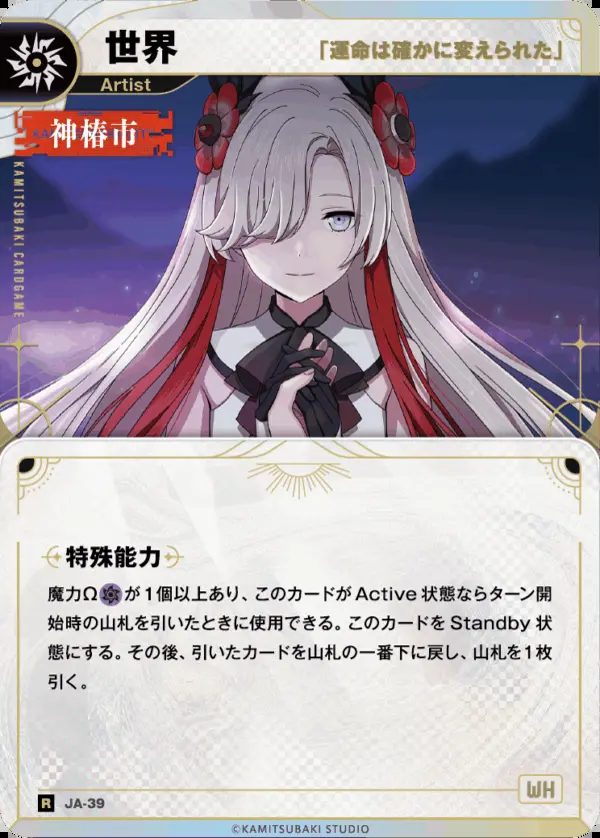 世界
「運命は確かに変えられた」
Artist
神椿市
KAMITSUBAKI CARDGAME
特殊能力
魔力Ωが1個以上あり、このカードがActive状態ならターン開
始時の山札を引いたときに使用できる。このカードをStandby状
態にする。その後、引いたカードを山札の一番下に戻し、山札を1枚
引く。
R JA-39
WH
©KAMITSUBAKI STUDIO